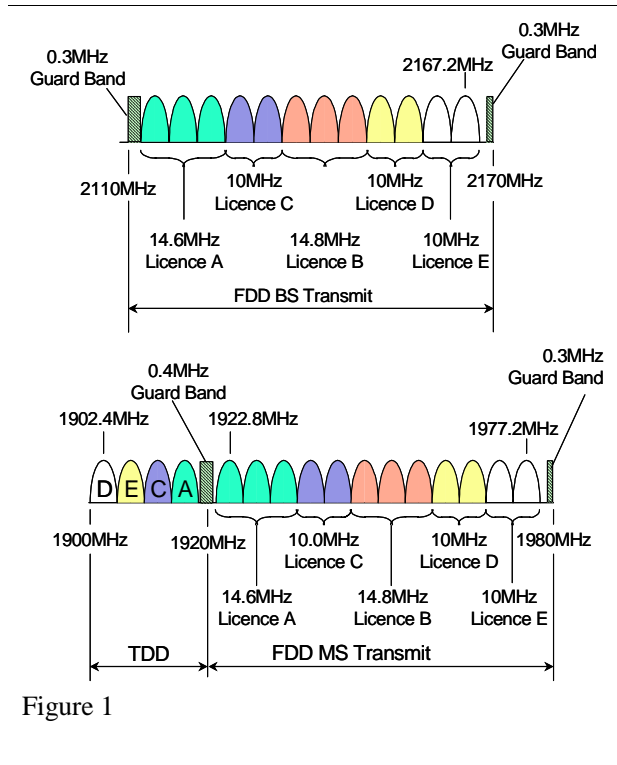 0.3MHz
Guard Band
0.3MHz
Guard Band
2167.2MHz
2110MHz
10MHz
Licence C
10MHz
Licence D
2170MHz
14.6MHz
Licence A
14.8MHz
Licence B
10MHz
Licence E
FDD BS Transmit
0.4MHz
Guard Band
0.3MHz
Guard Band
1902.4MHz
1922.8MHz
1977.2MHz
D E C A
1900MHz
1920MHz
10.0MHz
Licence C
10MHz
Licence D
1980MHz
14.6MHz
Licence A
14.8MHz
Licence B
10MHz
Licence E
TDD
FDD MS Transmit
Figure 1